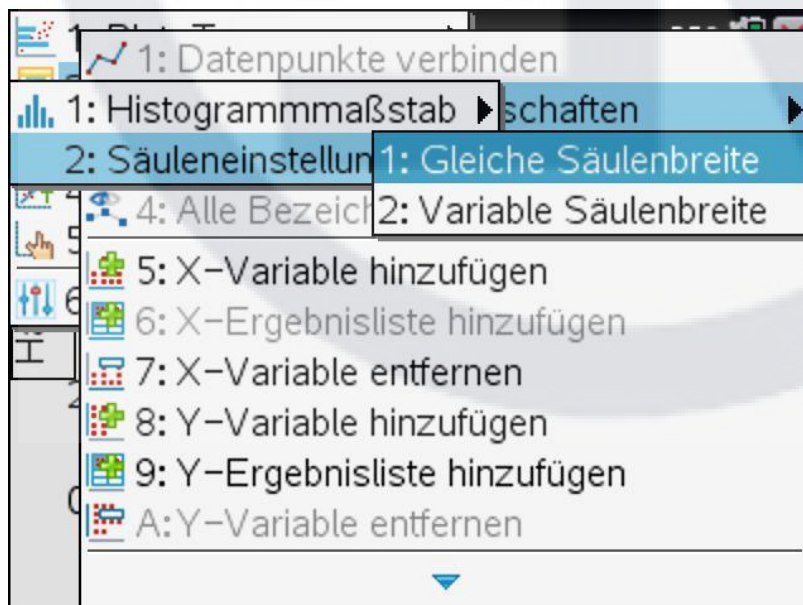 1: Datenpunkte verbinden
1: Histogrammmaßstab
schaften
2: Säuleneinstellun
1: Gleiche Säulenbreite
2: Variable Säulenbreite
4: Alle Bezeich
5: X-Variable hinzufügen
6: X-Ergebnisliste hinzufügen
7: X-Variable entfernen
8: Y-Variable hinzufügen
9: Y-Ergebnisliste hinzufügen
A: Y-Variable entfernen